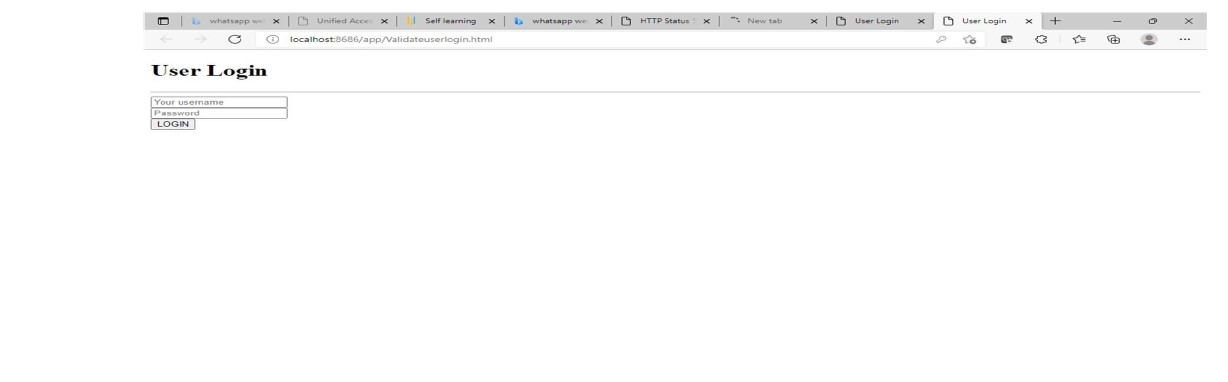 whatsapp we Unified Acces Self learning whatsapp we HTTP Status New tab User Login User Login
localhost:8686/app/Validateuserlogin.html
User Login
Your username
Password
LOGIN